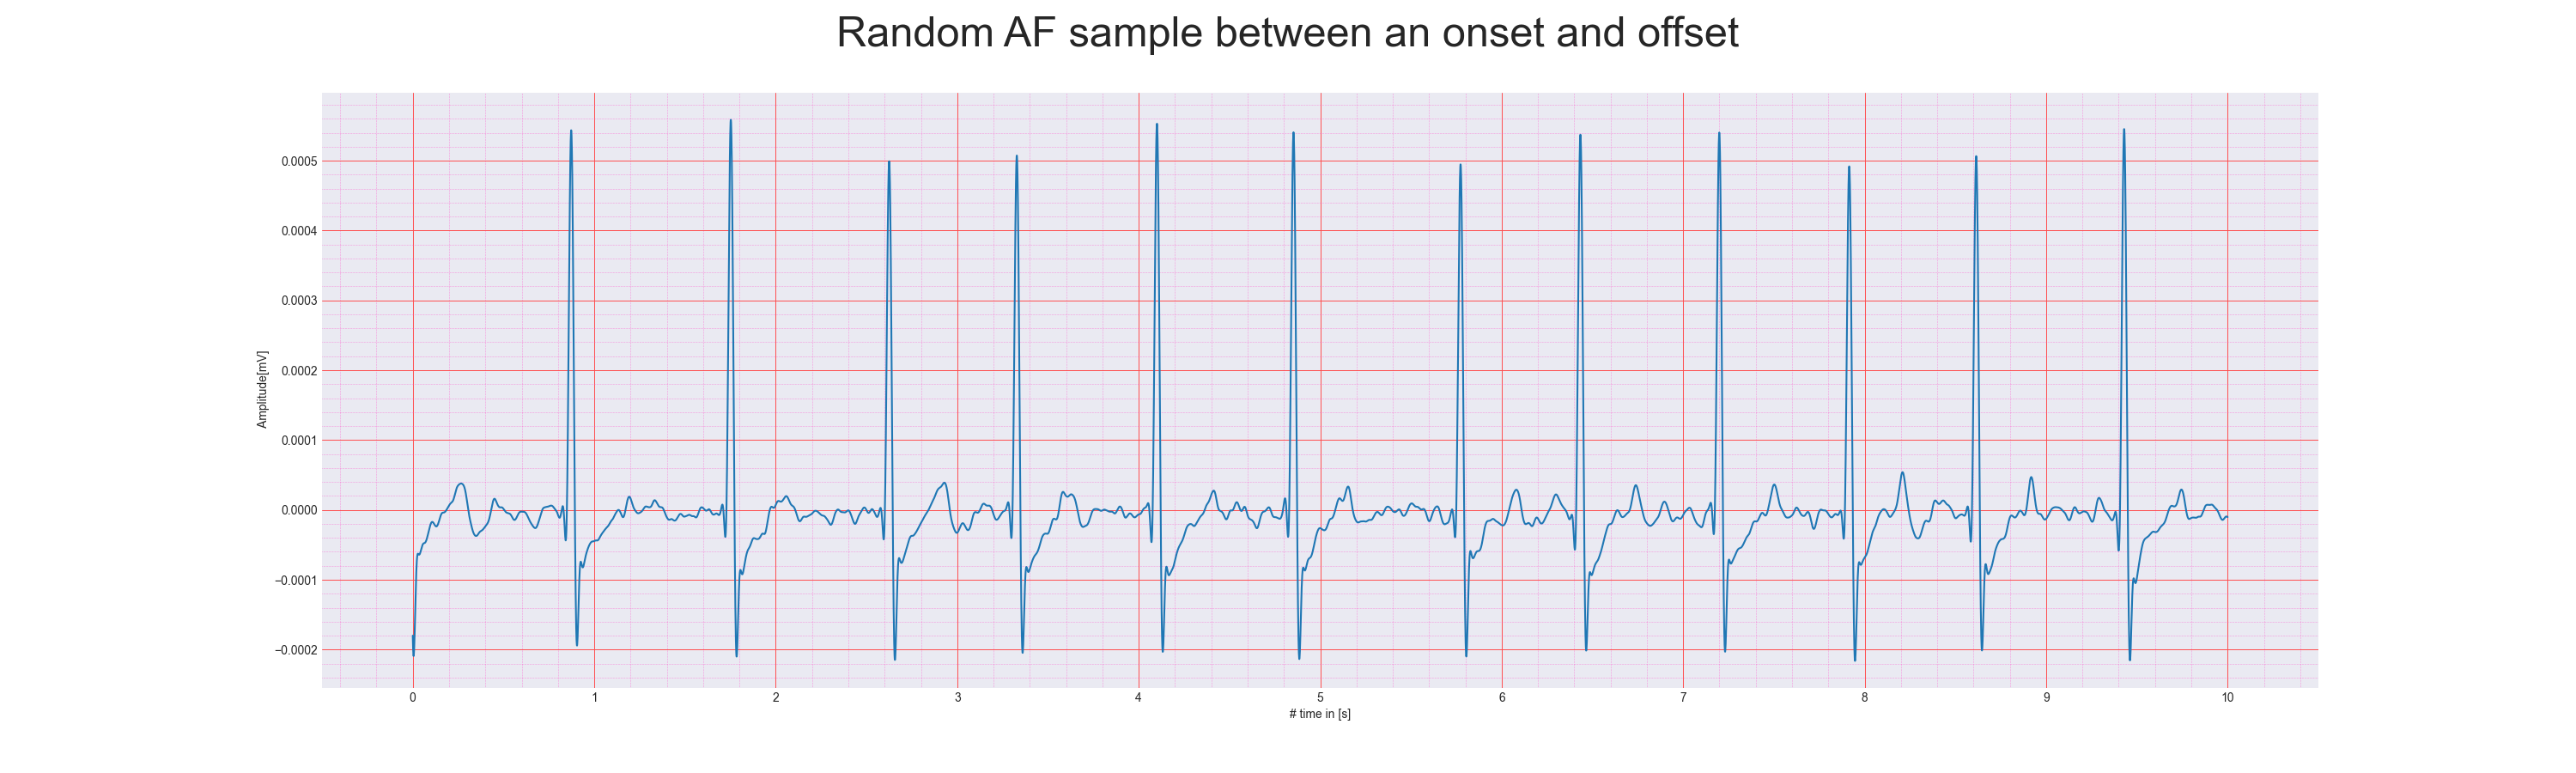 Random AF sample between an onset and offset
Amplitude[mV]
0.0005
0.0004
0.0003
0.0002
0.0001
0.0000
−0.0001
−0.0002
0 1 2 3 4 5 6 7 8 9 10
# time in [s]